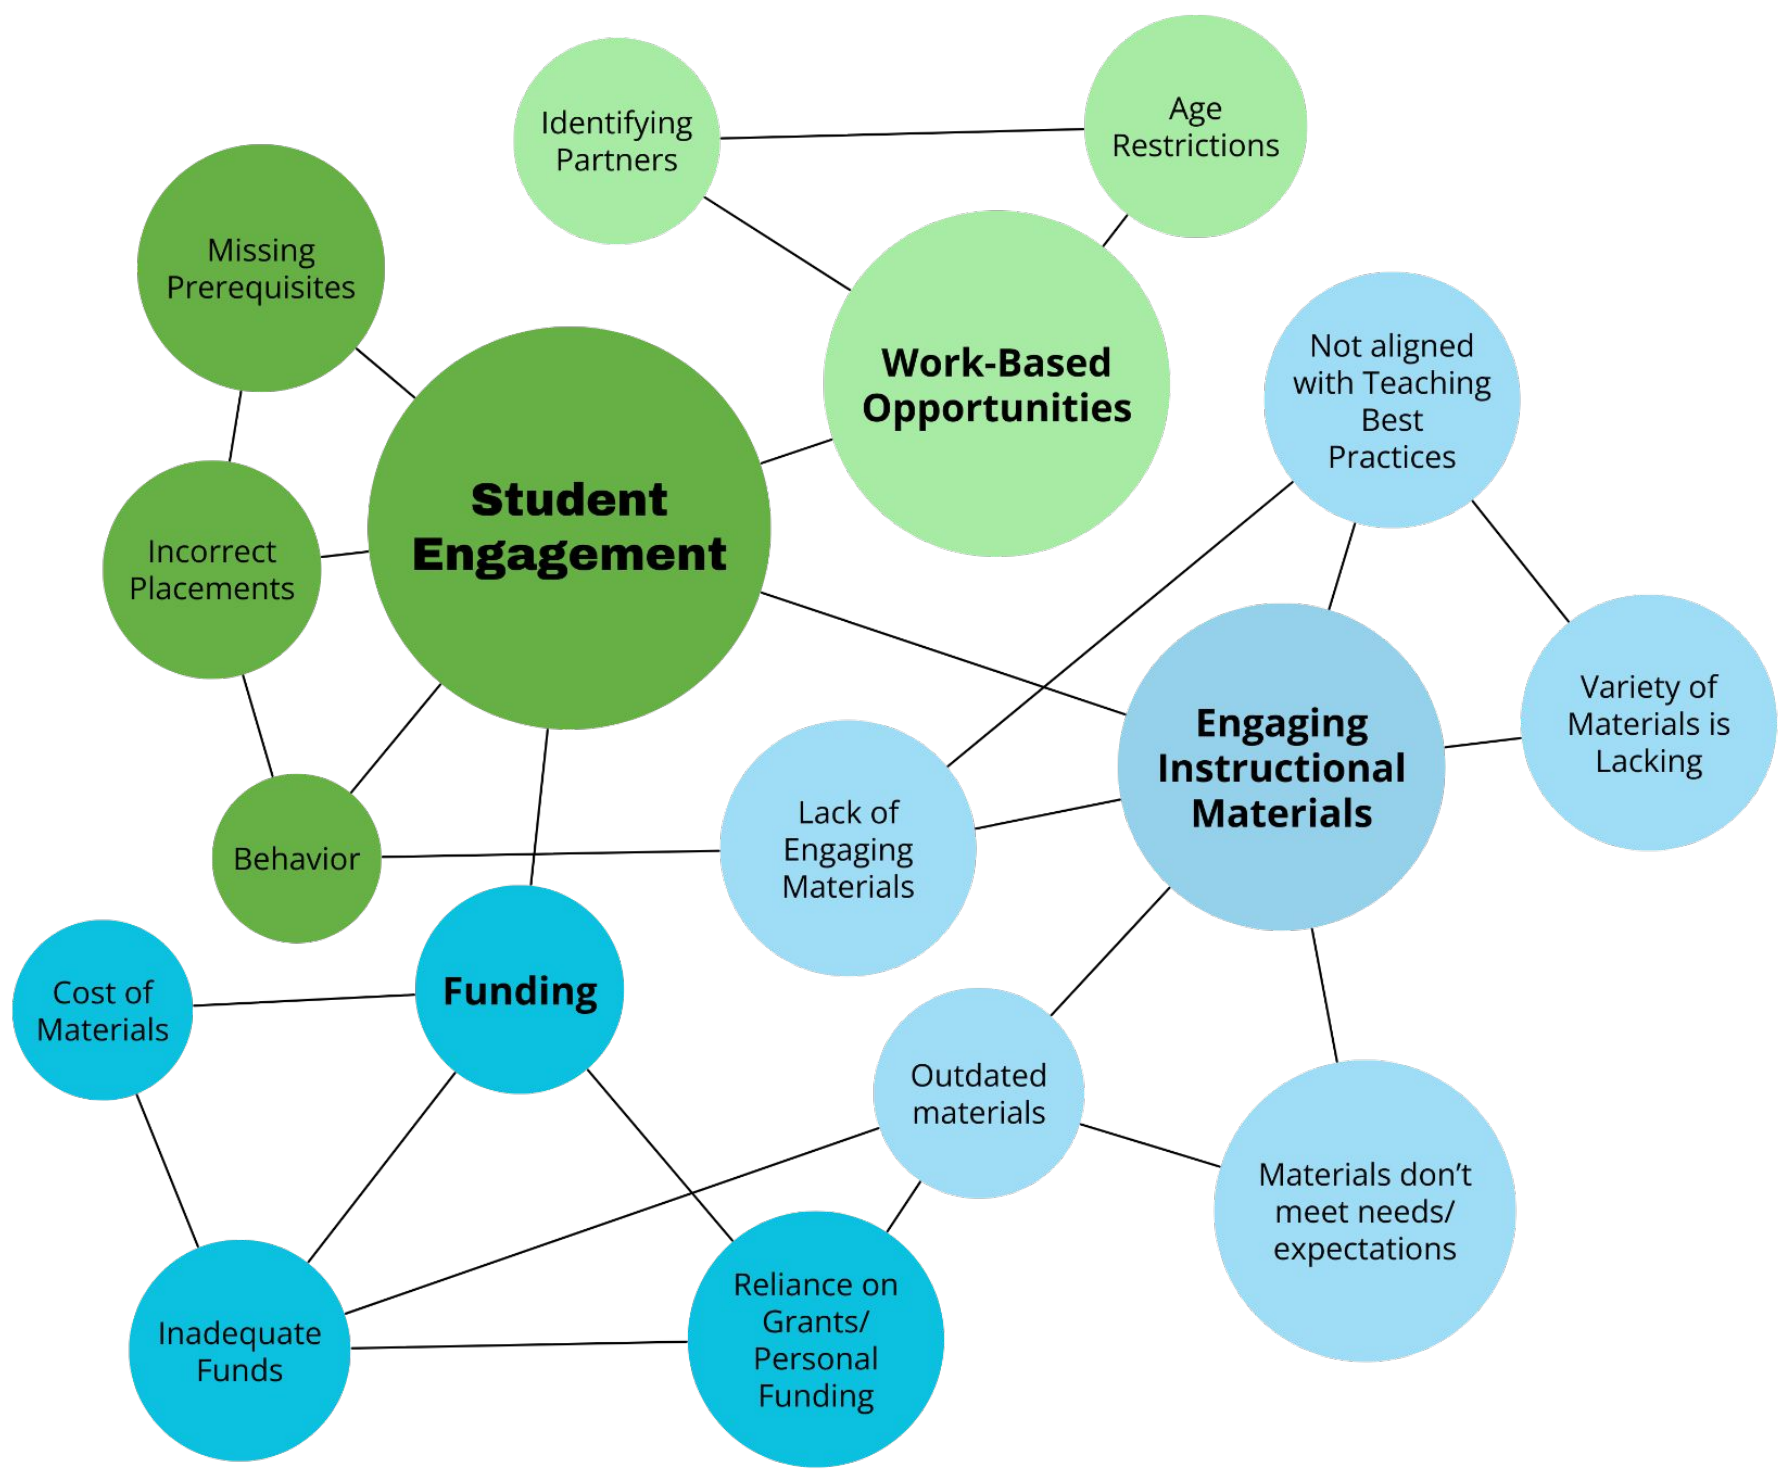 Identifying
Partners
Age
Restrictions
Missing
Prerequisites
Work-Based
Opportunities
Not aligned
with Teaching
Best
Practices
Student
Engagement
Incorrect
Placements
Variety of
Materials is
Lacking
Engaging
Instructional
Materials
Lack of
Engaging
Materials
Behavior
Funding
Cost of
Materials
Outdated
materials
Materials don’t
meet needs/
expectations
Inadequate
Funds
Reliance on
Grants/
Personal
Funding